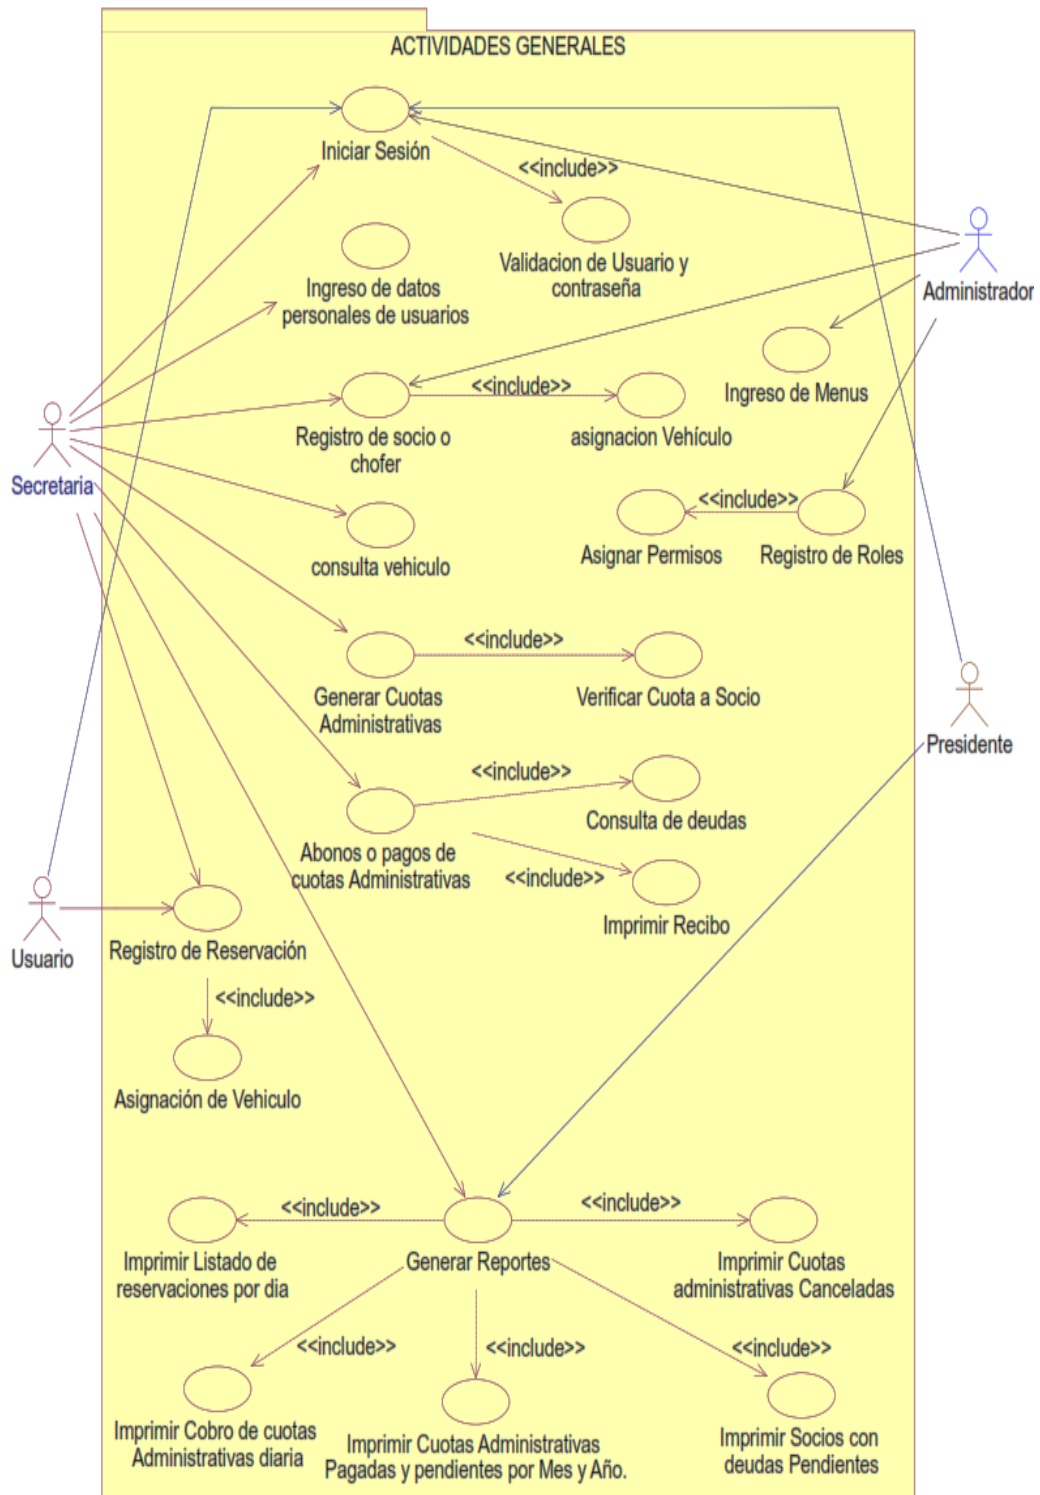 ACTIVIDADES GENERALES
Iniciar Sesión
<<include>>
Validacion de Usuario y
contraseña
Administrador
Ingreso de datos
personales de usuarios
Ingreso de Menus
<<include>>
Registro de socio o
chofer
asignacion Vehículo
Secretaria
<<include>>
Asignar Permisos
Registro de Roles
consulta vehiculo
<<include>>
Generar Cuotas
Administrativas
Verificar Cuota a Socio
Presidente
<<include>>
Consulta de deudas
Abonos o pagos de
cuotas Administrativas
<<include>>
Imprimir Recibo
Usuario
Registro de Reservación
<<include>>
Asignación de Vehiculo
<<include>>
<<include>>
Imprimir Listado de
reservaciones por dia
Generar Reportes
Imprimir Cuotas
administrativas Canceladas
<<include>>
<<include>>
<<include>>
Imprimir Cobro de cuotas
Administrativas diaria
Imprimir Cuotas Administrativas
Pagadas y pendientes por Mes y Año.
Imprimir Socios con
deudas Pendientes